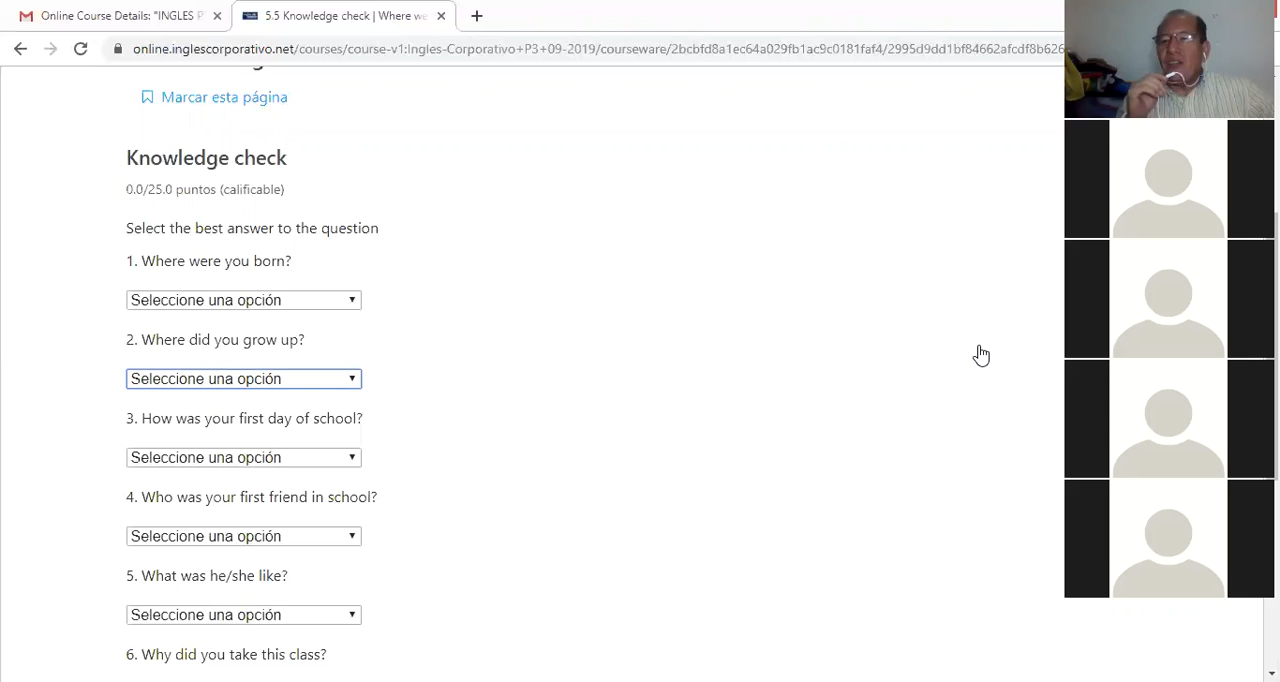 Online Course Details: "INGLES P
5.5 Knowledge check | Where we
online.inglescorporativo.net/courses/course-v1:Ingles-Corporativo+P3+09-2019/courseware/2bcbfd8a1ec64a029fb1ac9c0181faf4/2995d9dd1bf84662afcdf8b626
Marcar esta página
Knowledge check
0.0/25.0 puntos (calificable)
Select the best answer to the question
1. Where were you born?
Seleccione una opción
2. Where did you grow up?
Seleccione una opción
3. How was your first day of school?
Seleccione una opción
4. Who was your first friend in school?
Seleccione una opción
5. What was he/she like?
Seleccione una opción
6. Why did you take this class?